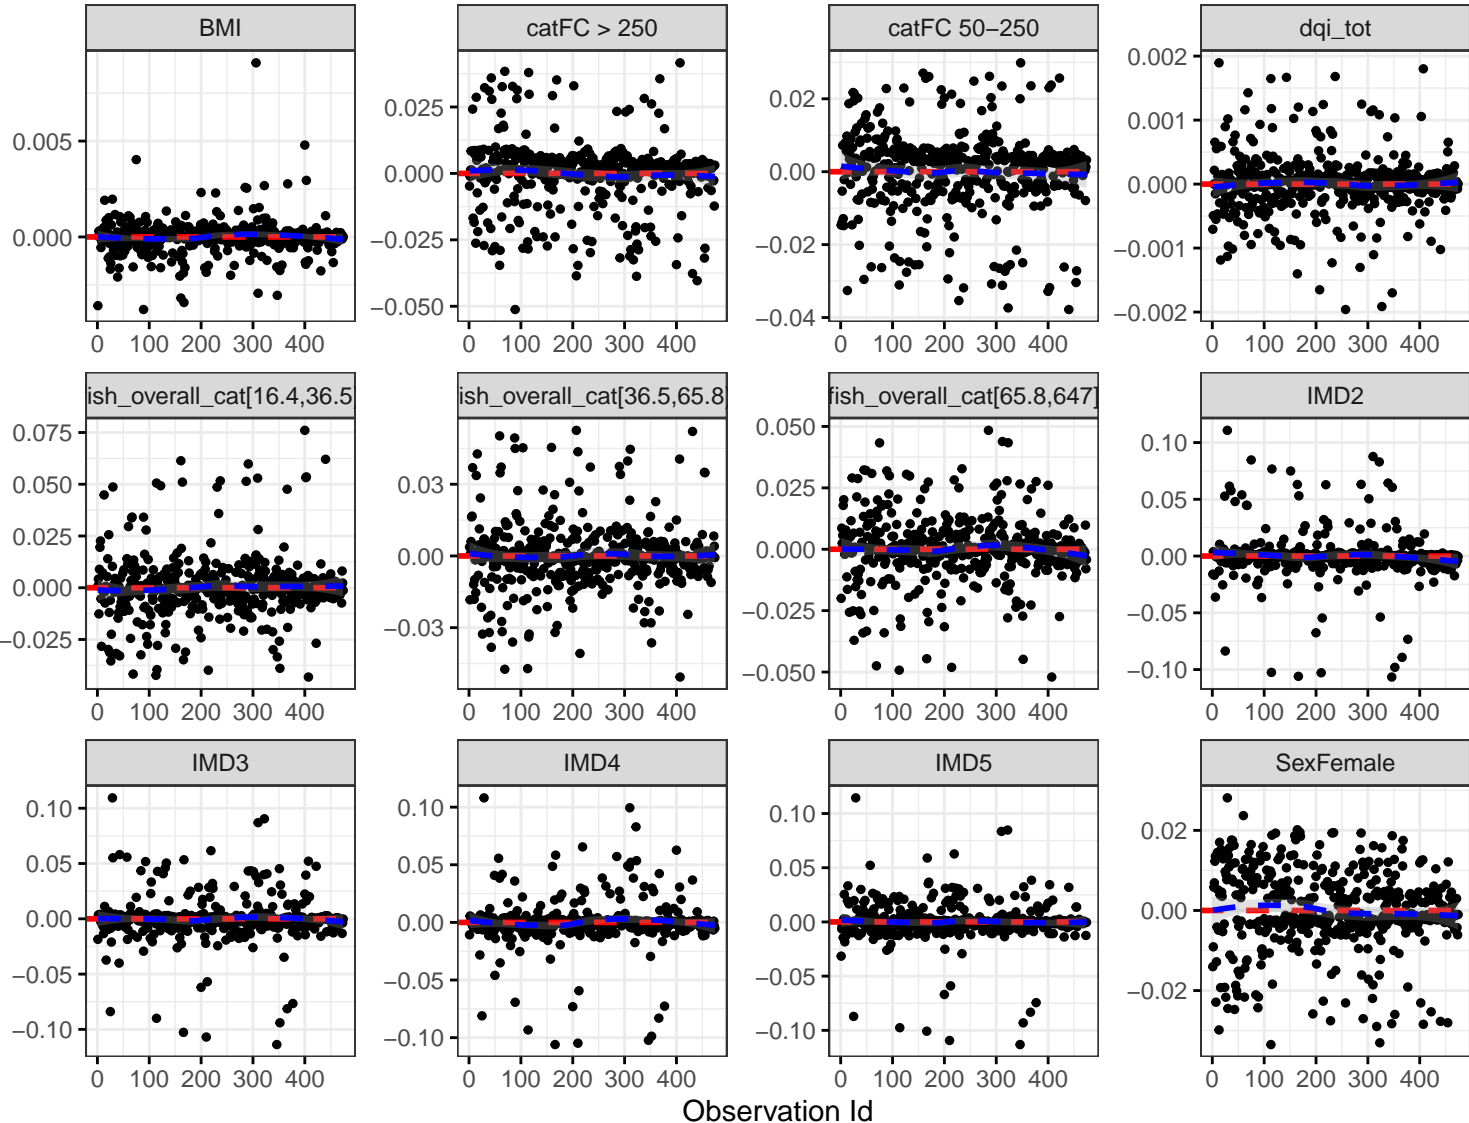 BMI catFC > 250 catFC 50−250 dqi_tot
0.005 0.000
0.025 0.000 −0.025 −0.050
0.02 0.00 −0.02 −0.04
0.002 0.001 0.000 −0.001 −0.002
0 100 200 300 400 0 100 200 300 400 0 100 200 300 400 0 100 200 300 400
ish_overall_cat[16.4,36.5 ish_overall_cat[36.5,65.8 fish_overall_cat[65.8,647] IMD2
0.075 0.050 0.025 0.000 −0.025
0.03 0.00 −0.03
0.050 0.025 0.000 −0.025 −0.050
0.10 0.05 0.00 −0.05 −0.10
0 100 200 300 400 0 100 200 300 400 0 100 200 300 400 0 100 200 300 400
IMD3 IMD4 IMD5 SexFemale
0.10 0.05 0.00 −0.05 −0.10
0.10 0.05 0.00 −0.05 −0.10
0.10 0.05 0.00 −0.05 −0.10
0.02 0.00 −0.02
0 100 200 300 400 0 100 200 300 400 0 100 200 300 400 0 100 200 300 400
Observation Id